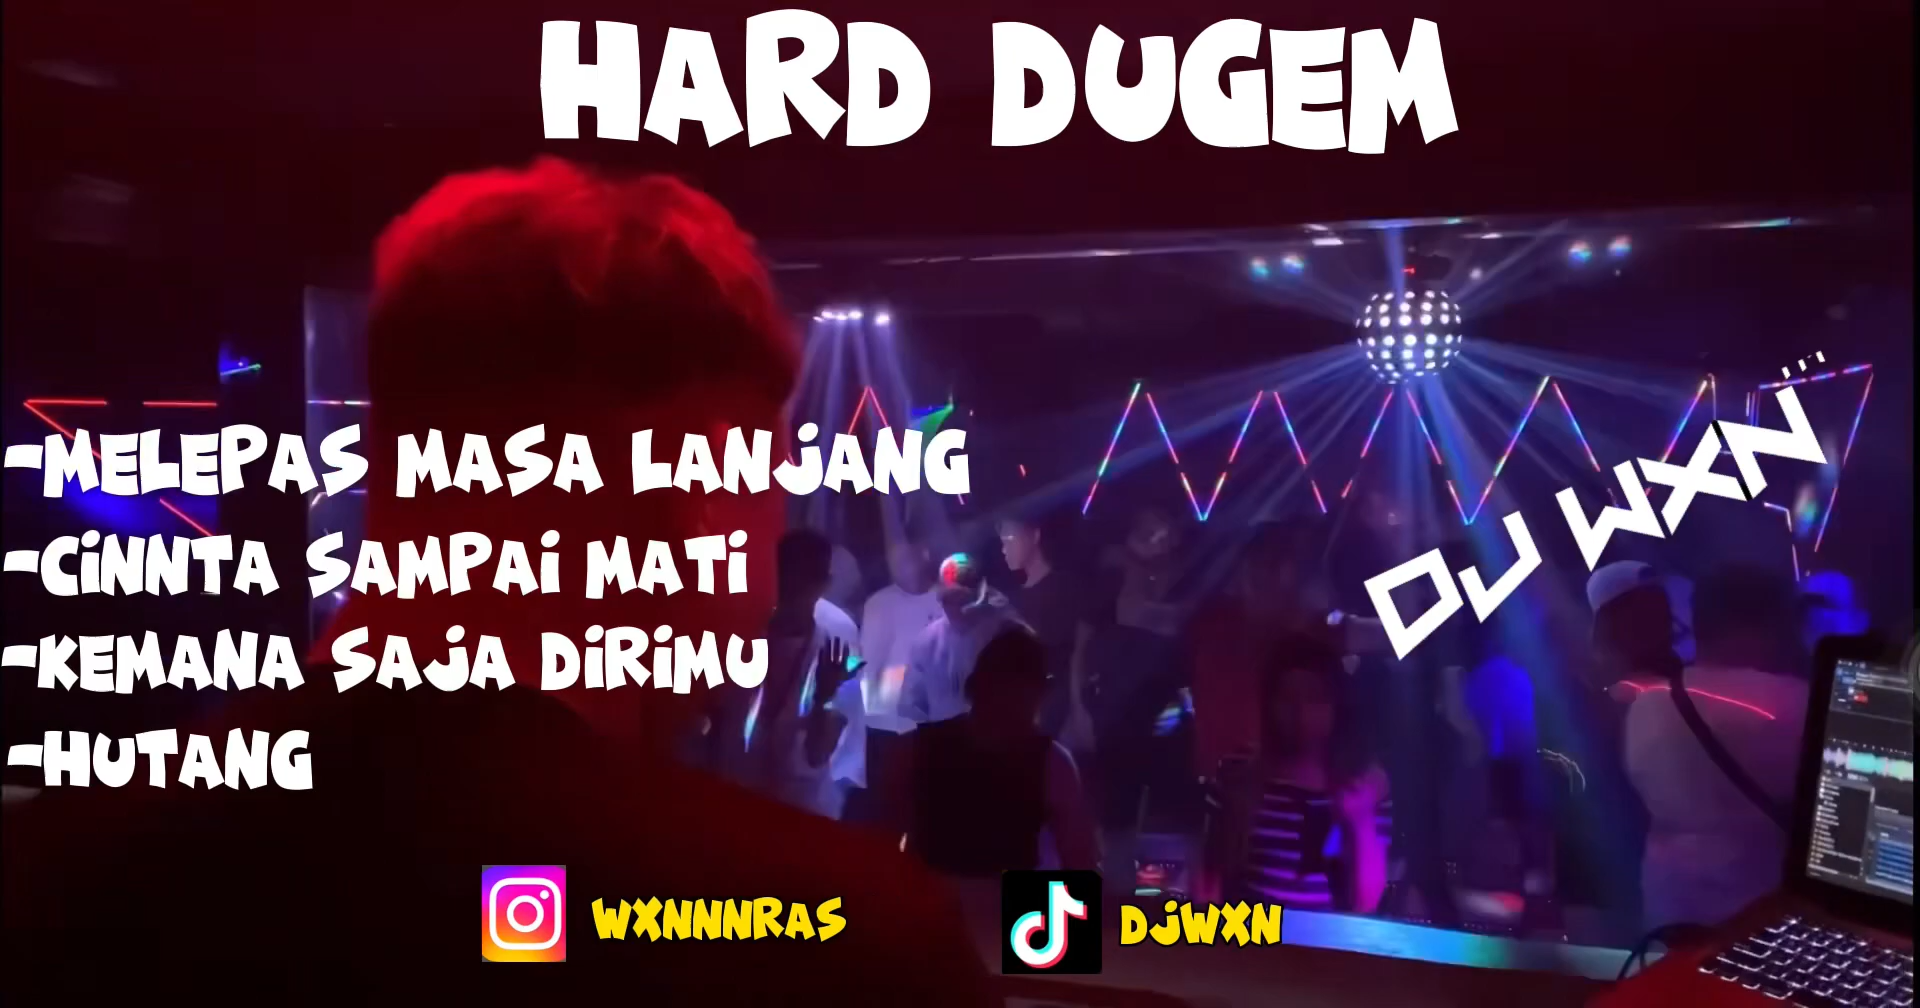 HARD DUGEM
-MELEPAS MASA LANJANG
-CINNTA SAMPAI MATI
-KEMANA SAJA DIRIMU
-HUTANG
DJ WXN
WXNNNRAS
DJWXN